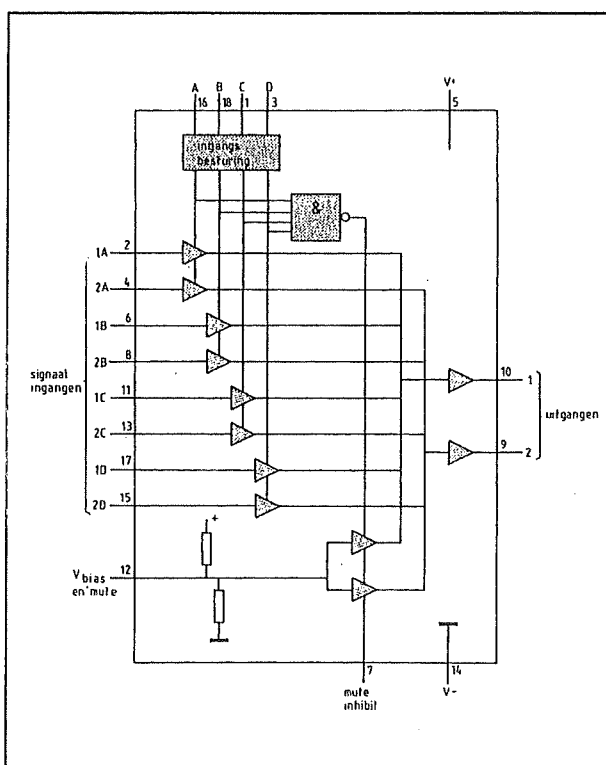 A B C D V+
16 18 1 3 5
ingangs
besturing
&
1A 2
2A 4
1B 6
2B 8
signaal
ingangen
1C 11
2C 13
1D 17
2D 15
10 1
uitgangen
9 2
+
Vbias
en mute
12
7
mute
inhibit
14
V-